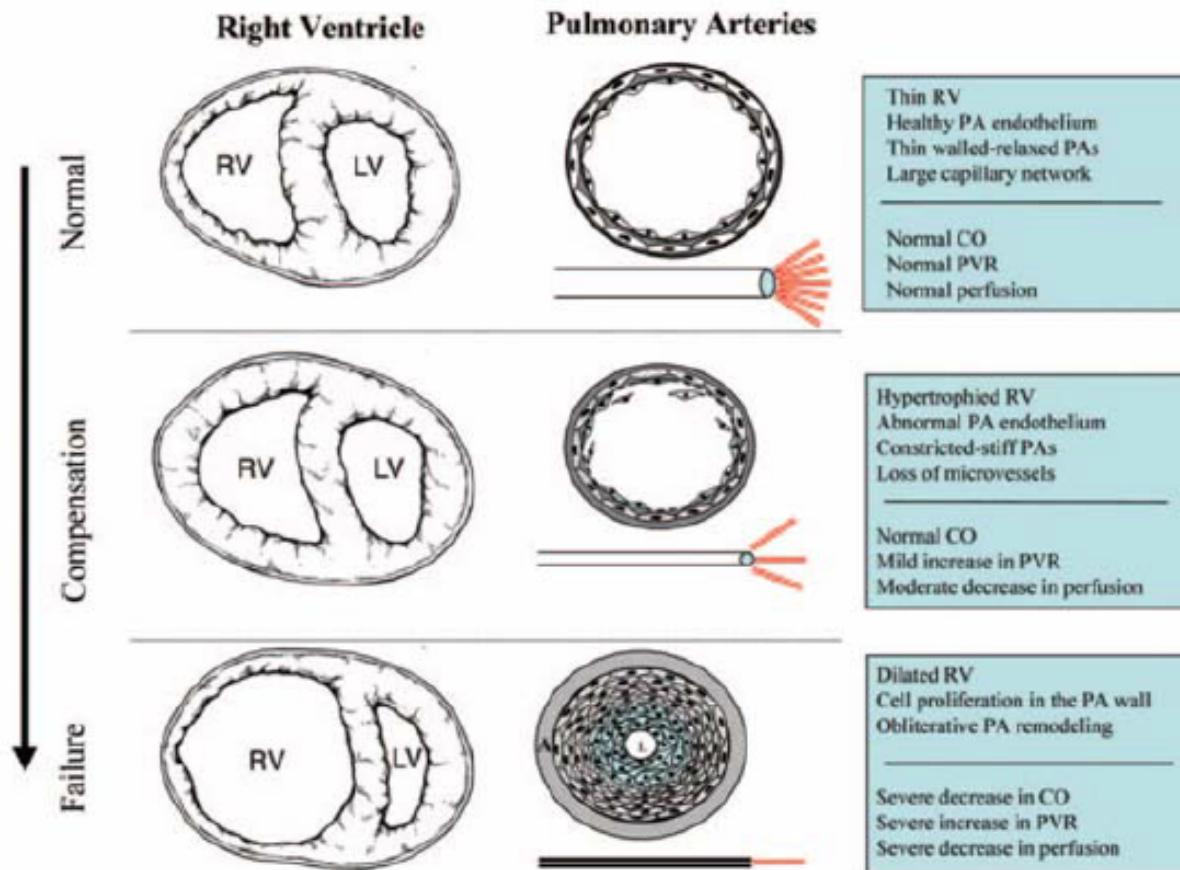 Right Ventricle
Pulmonary Arteries
Normal
RV
LV
Thin RV
Healthy PA endothelium
Thin walled-relaxed PAs
Large capillary network
Normal CO
Normal PVR
Normal perfusion
Compensation
RV
LV
Hypertrophied RV
Abnormal PA endothelium
Constricted-stiff PAs
Loss of microvessels
Normal CO
Mild increase in PVR
Moderate decrease in perfusion
Failure
RV
LV
A
L
Dilated RV
Cell proliferation in the PA wall
Obliterative PA remodeling
Severe decrease in CO
Severe increase in PVR
Severe decrease in perfusion